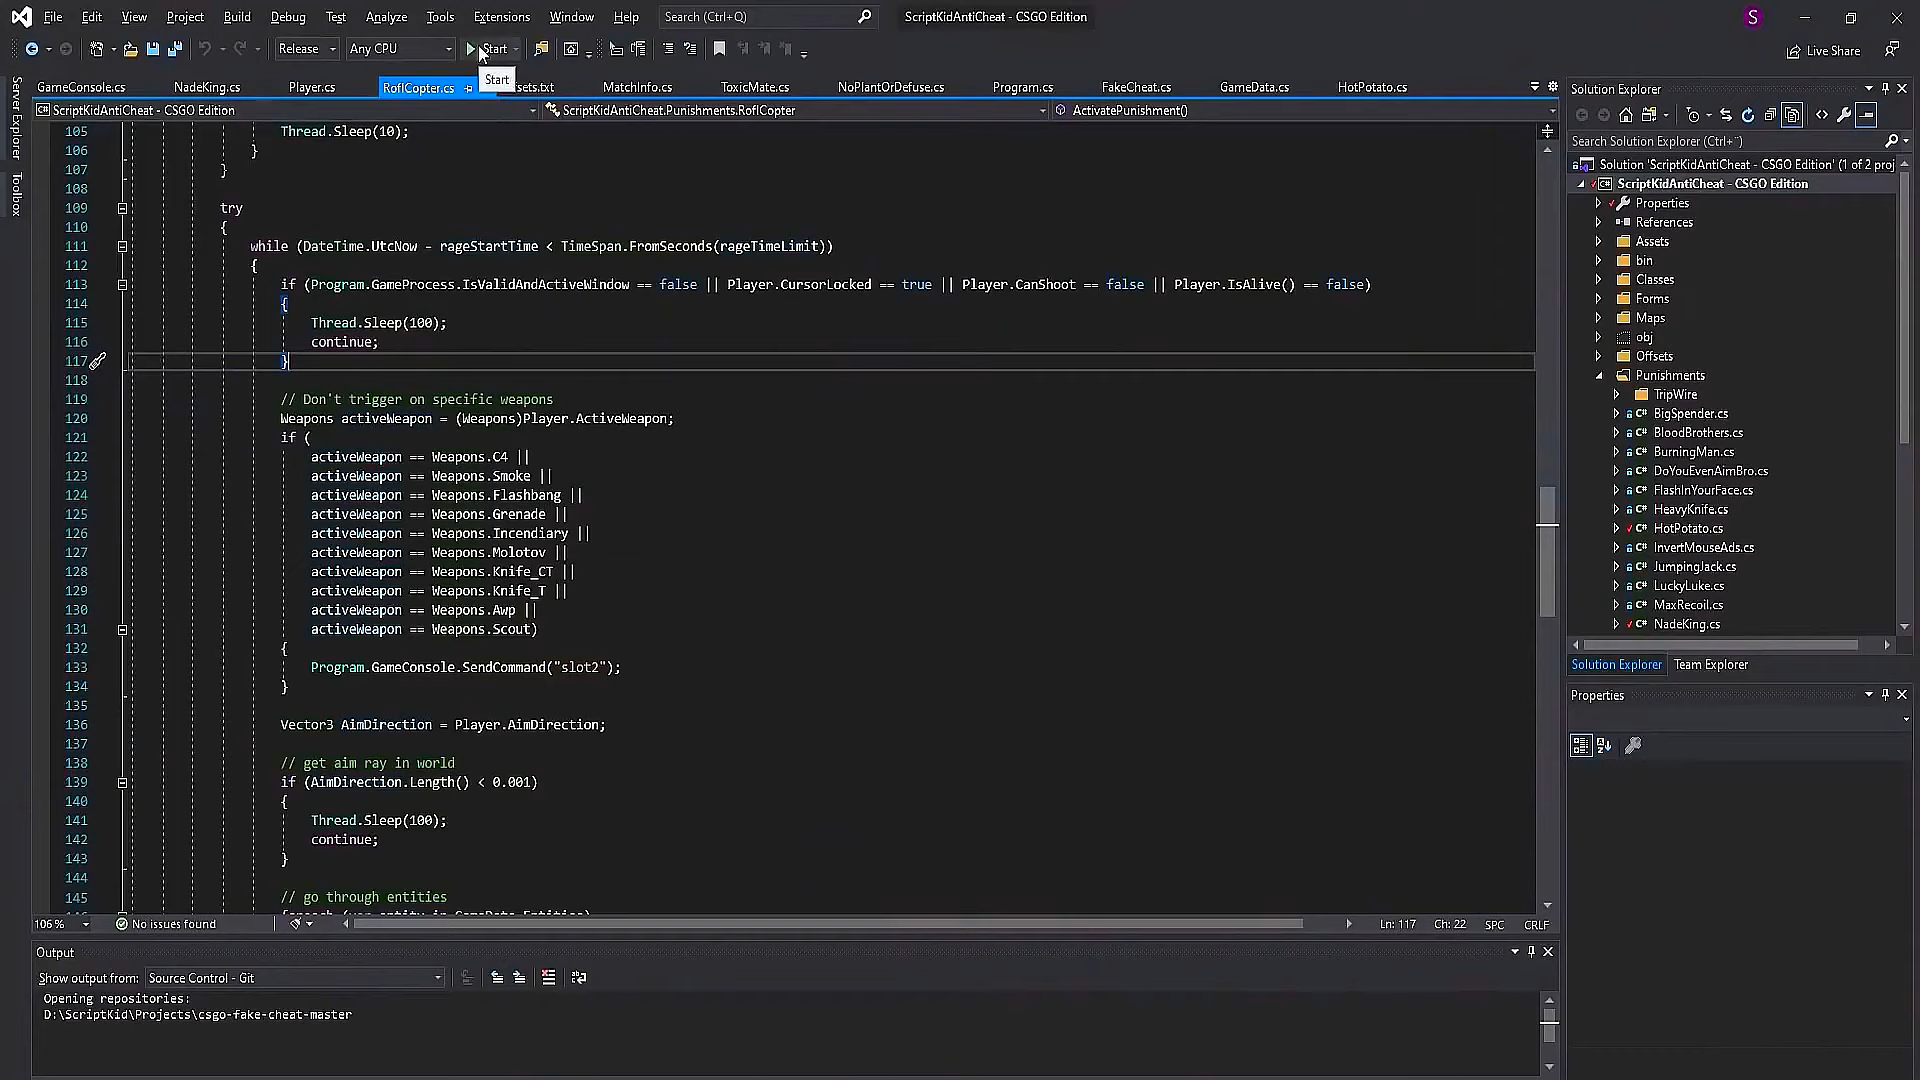 File Edit View Project Build Debug Test Analyze Tools Extensions Window Help Search (Ctrl+Q) ScriptKidAntiCheat - CSGO Edition S
Release Any CPU Start Live Share
Start
GameConsole.cs NadeKing.cs Player.cs RoflCopter.cs sets.txt MatchInfo.cs ToxicMate.cs NoPlantOrDefuse.cs Program.cs FakeCheat.cs GameData.cs HotPotato.cs
ScriptKidAntiCheat - CSGO Edition ScriptKidAntiCheat.Punishments.RoflCopter ActivatePunishment()
Server Explorer
Toolbox
105 Thread.Sleep(10);
106 }
107 }
108
109 try
110 {
111 while (DateTime.UtcNow - rageStartTime < TimeSpan.FromSeconds(rageTimeLimit))
112 {
113 if (Program.GameProcess.IsValidAndActiveWindow == false || Player.CursorLocked == true || Player.CanShoot == false || Player.IsAlive() == false)
114 {
115 Thread.Sleep(100);
116 continue;
117 }
118
119 // Don't trigger on specific weapons
120 Weapons activeWeapon = (Weapons)Player.ActiveWeapon;
121 if (
122 activeWeapon == Weapons.C4 ||
123 activeWeapon == Weapons.Smoke ||
124 activeWeapon == Weapons.Flashbang ||
125 activeWeapon == Weapons.Grenade ||
126 activeWeapon == Weapons.Incendiary ||
127 activeWeapon == Weapons.Molotov ||
128 activeWeapon == Weapons.Knife_CT ||
129 activeWeapon == Weapons.Knife_T ||
130 activeWeapon == Weapons.Awp ||
131 activeWeapon == Weapons.Scout)
132 {
133 Program.GameConsole.SendCommand("slot2");
134 }
135
136 Vector3 AimDirection = Player.AimDirection;
137
138 // get aim ray in world
139 if (AimDirection.Length() < 0.001)
140 {
141 Thread.Sleep(100);
142 continue;
143 }
144
145 // go through entities
146 foreach (var entity in GameData.Entities)
106 % No issues found Ln: 117 Ch: 22 SPC CRLF
Output
Show output from: Source Control - Git
Opening repositories:
D:\ScriptKid\Projects\csgo-fake-cheat-master
Solution Explorer
Search Solution Explorer (Ctrl+¨)
Solution 'ScriptKidAntiCheat - CSGO Edition' (1 of 2 proj
ScriptKidAntiCheat - CSGO Edition
Properties
References
Assets
bin
Classes
Forms
Maps
obj
Offsets
Punishments
TripWire
BigSpender.cs
BloodBrothers.cs
BurningMan.cs
DoYouEvenAimBro.cs
FlashInYourFace.cs
HeavyKnife.cs
HotPotato.cs
InvertMouseAds.cs
JumpingJack.cs
LuckyLuke.cs
MaxRecoil.cs
NadeKing.cs
Solution Explorer Team Explorer
Properties